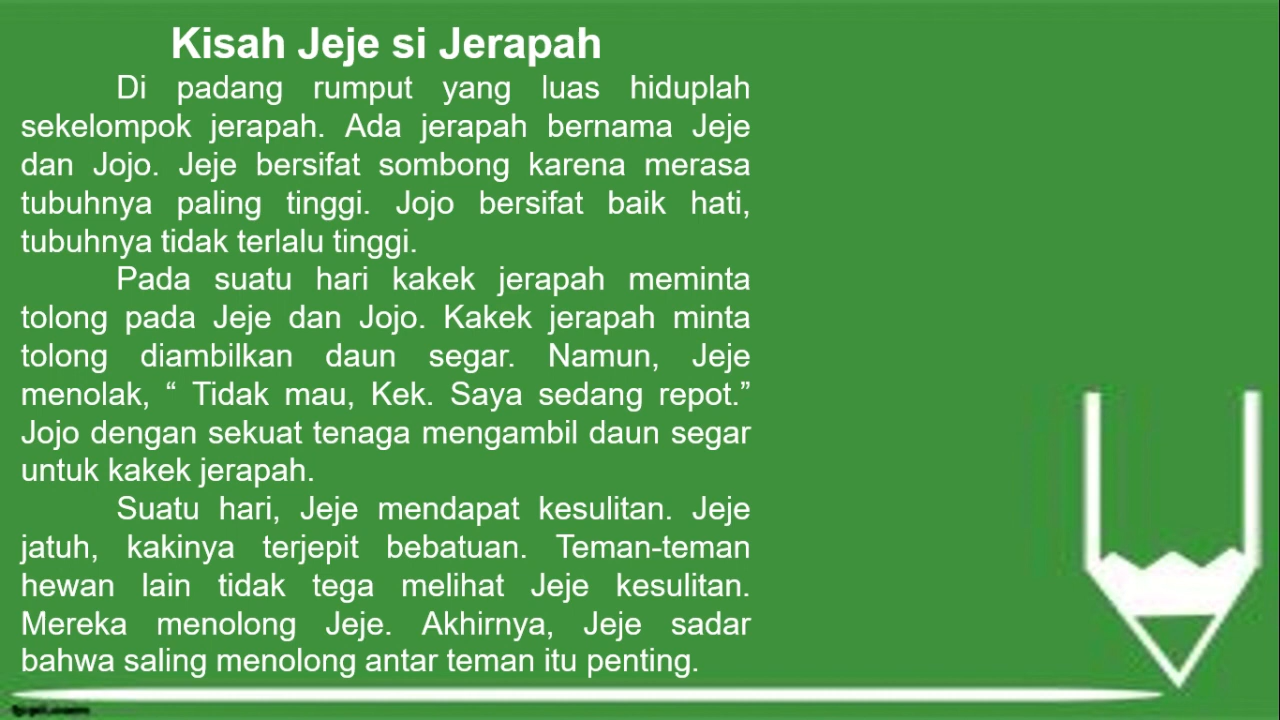 Kisah Jeje si Jerapah
Di padang rumput yang luas hiduplah
sekelompok jerapah. Ada jerapah bernama Jeje
dan Jojo. Jeje bersifat sombong karena merasa
tubuhnya paling tinggi. Jojo bersifat baik hati,
tubuhnya tidak terlalu tinggi.
Pada suatu hari kakek jerapah meminta
tolong pada Jeje dan Jojo. Kakek jerapah minta
tolong diambilkan daun segar. Namun, Jeje
menolak, “ Tidak mau, Kek. Saya sedang repot.”
Jojo dengan sekuat tenaga mengambil daun segar
untuk kakek jerapah.
Suatu hari, Jeje mendapat kesulitan. Jeje
jatuh, kakinya terjepit bebatuan. Teman-teman
hewan lain tidak tega melihat Jeje kesulitan.
Mereka menolong Jeje. Akhirnya, Jeje sadar
bahwa saling menolong antar teman itu penting.